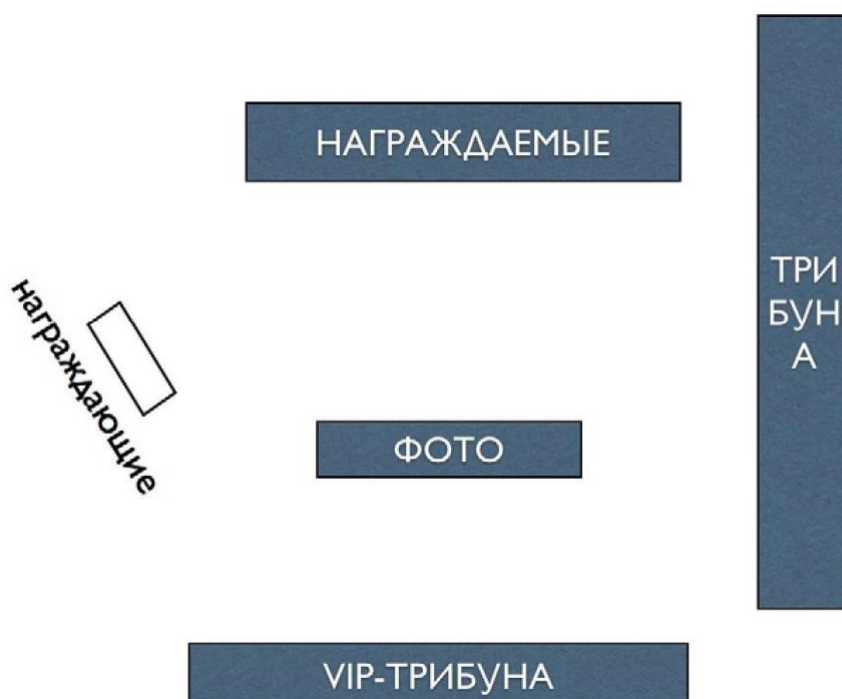 НАГРАЖДАЕМЫЕ
ТРИ
БУН
А
награждающие
ФОТО
VIP-ТРИБУНА